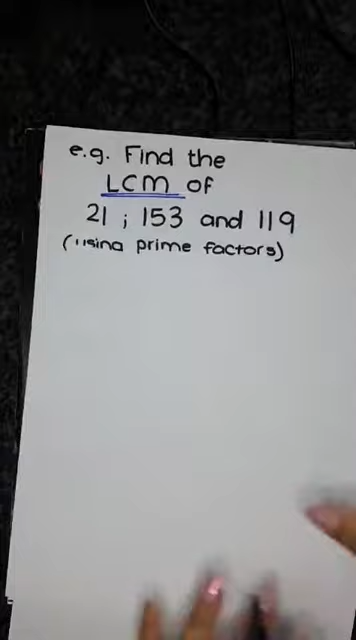 e.g. Find the
LCM of
21 ; 153 and 119
(using prime factors)